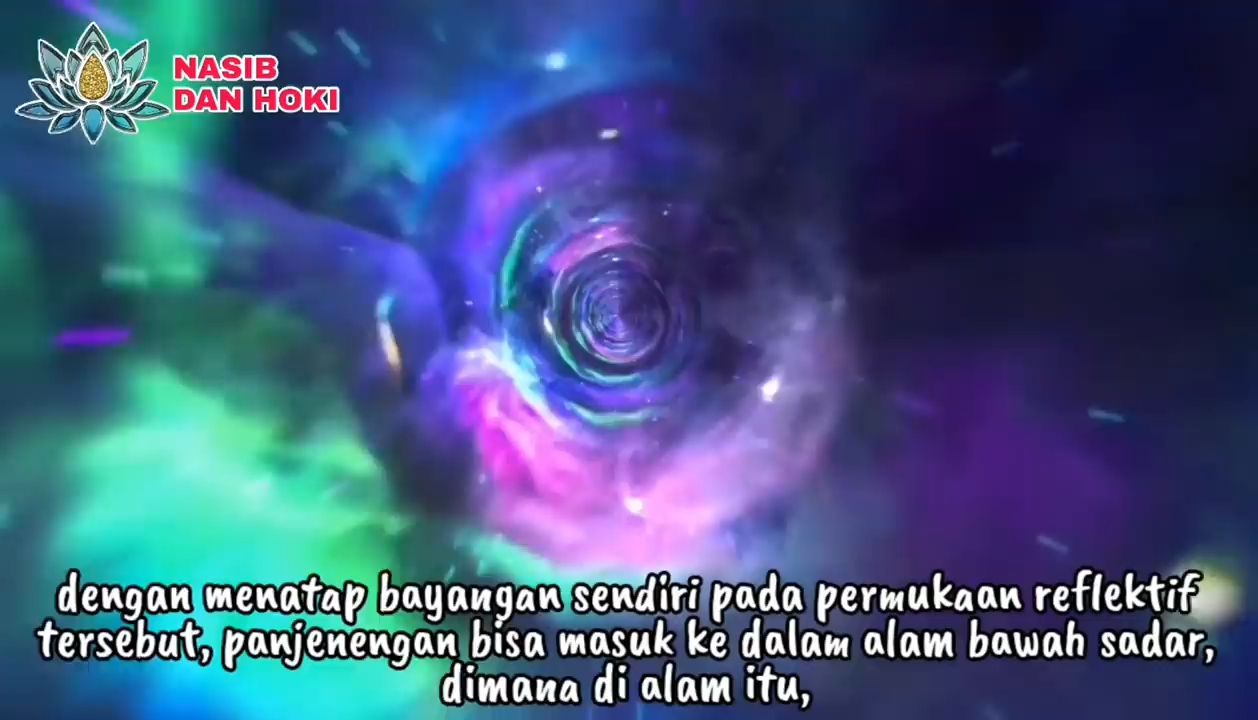 NASIB
DAN HOKI
dengan menatap bayangan sendiri pada permukaan reflektif
tersebut, panjenengan bisa masuk ke dalam alam bawah sadar,
dimana di alam itu,